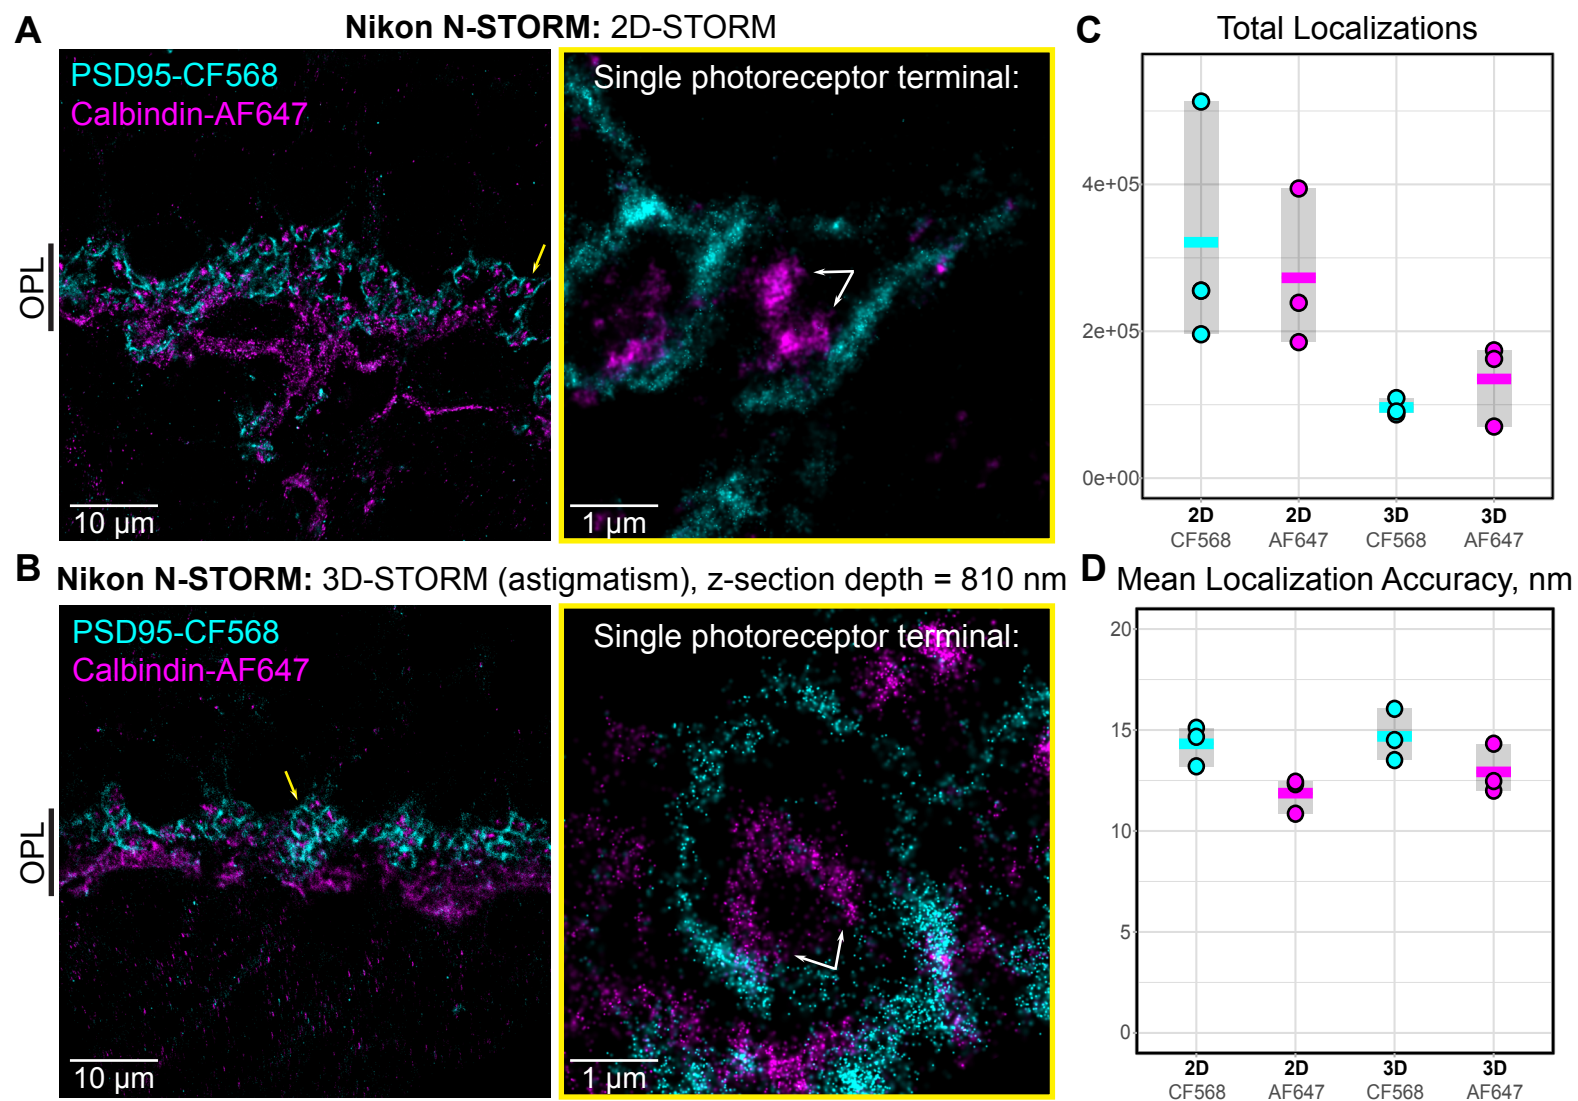 A
Nikon N-STORM: 2D-STORM
PSD95-CF568
Calbindin-AF647
OPL
10 µm
Single photoreceptor terminal:
1 µm
B
Nikon N-STORM: 3D-STORM (astigmatism), z-section depth = 810 nm
PSD95-CF568
Calbindin-AF647
OPL
10 µm
Single photoreceptor terminal:
1 µm
C
Total Localizations
4e+05
2e+05
0e+00
2D 2D 3D 3D
CF568 AF647 CF568 AF647
D
Mean Localization Accuracy, nm
20
15
10
5
0
2D 2D 3D 3D
CF568 AF647 CF568 AF647